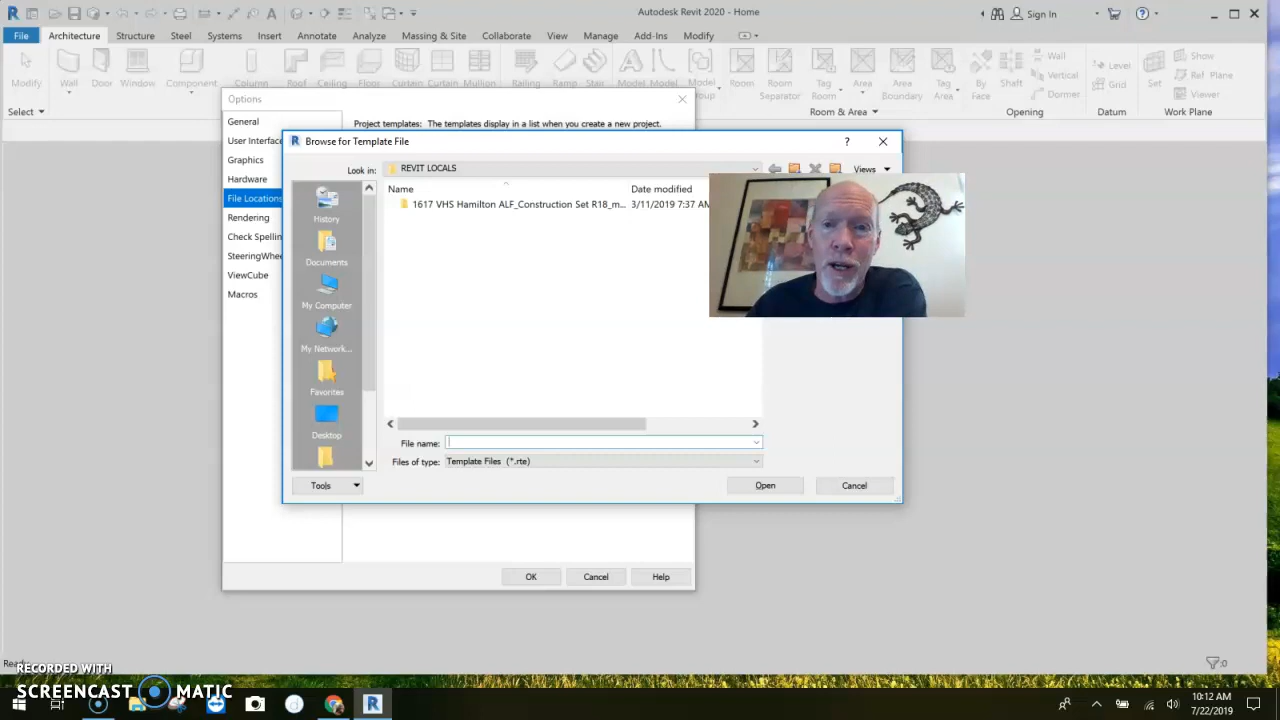 Autodesk Revit 2020 - Home
Sign In
File Architecture Structure Steel Systems Insert Annotate Analyze Massing & Site Collaborate View Manage Add-Ins Modify
Modify Wall Door Window Component Column Roof Ceiling Floor Curtain Curtain Mullion Railing Ramp Stair Model Model Model Room Room Tag Area Area Tag By Shaft Wall Level Set Show
Group Separator Room Boundary Area Face Vertical Grid Ref Plane
Dormer Viewer
Select Room & Area Opening Datum Work Plane
Options
General
User Interface
Graphics
Hardware
File Locations
Rendering
Check Spelling
SteeringWhe
ViewCube
Macros
Project templates: The templates display in a list when you create a new project.
Browse for Template File
Look in: REVIT LOCALS Views
Name Date modified
1617 VHS Hamilton ALF_Construction Set R18_m... 3/11/2019 7:37 AM
History
Documents
My Computer
My Network...
Favorites
Desktop
File name:
Files of type: Template Files (*.rte)
Tools Open Cancel
OK Cancel Help
:0
RECORDED WITH
SCREENCAST MATIC
10:12 AM
7/22/2019